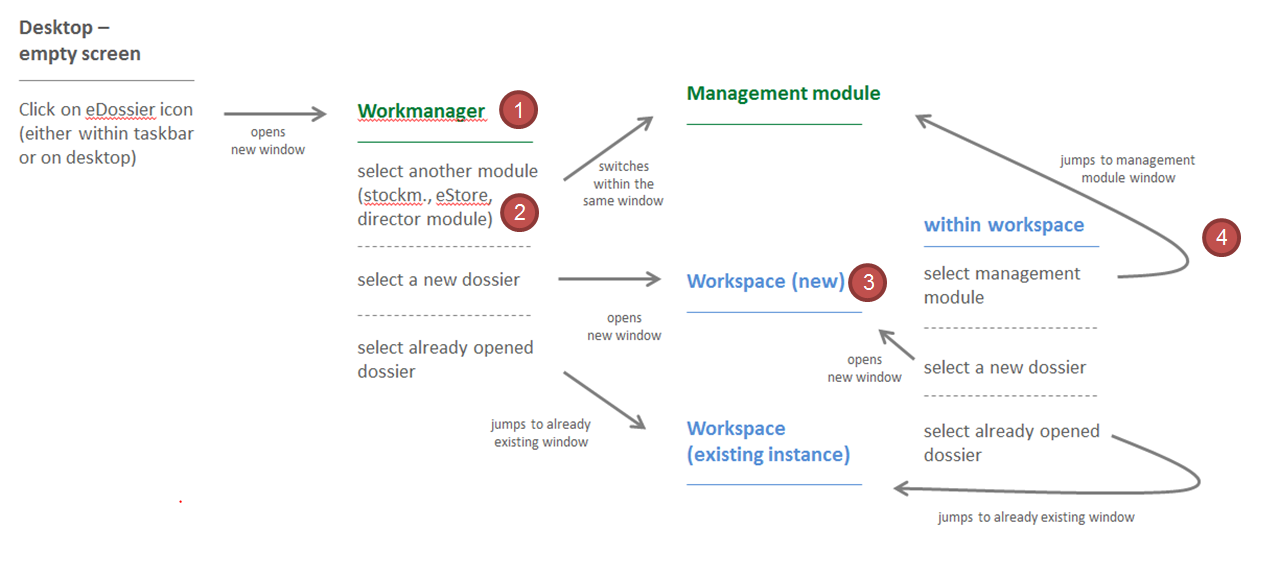 Desktop –
empty screen
Click on eDossier icon
(either within taskbar
or on desktop)
opens
new window
Workmanager
1
select another module
(stockm., eStore,
director module)
2
select a new dossier
select already opened
dossier
switches
within the
same window
opens
new window
jumps to already
existing window
Management module
Workspace (new)
3
Workspace
(existing instance)
jumps to management
module window
within workspace
4
select management
module
opens
new window
select a new dossier
select already opened
dossier
jumps to already existing window